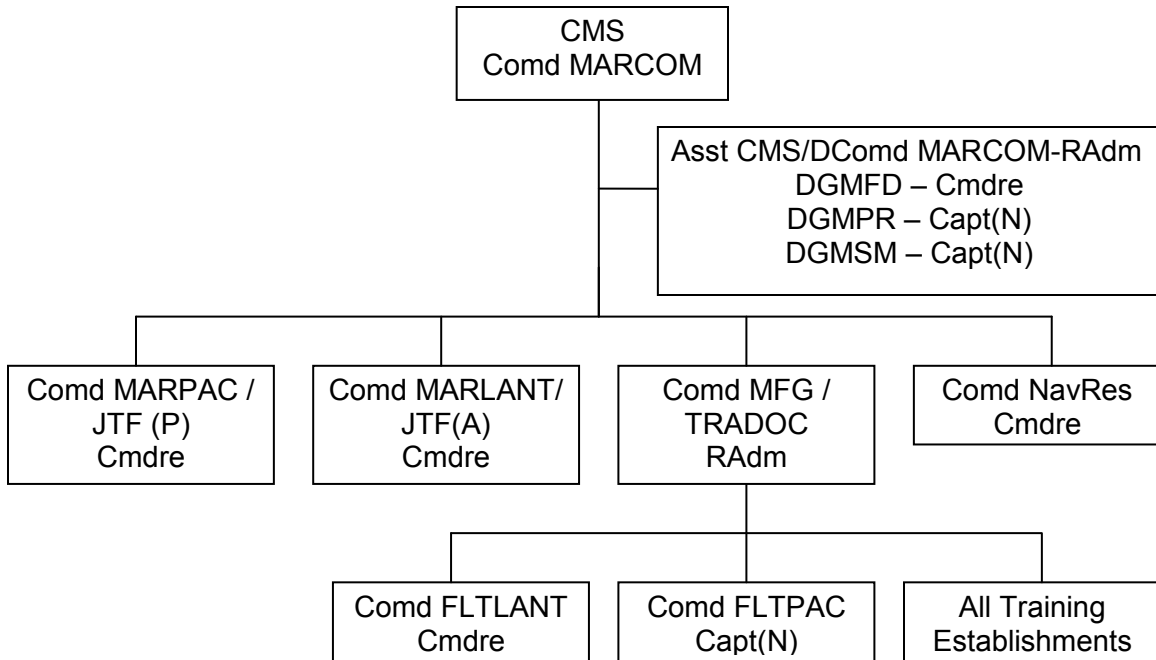 CMS
Comd MARCOM
Asst CMS/DComd MARCOM-RAdm
DGMFD – Cmdre
DGMPR – Capt(N)
DGMSM – Capt(N)
Comd MARPAC /
JTF (P)
Cmdre
Comd MARLANT/
JTF(A)
Cmdre
Comd MFG /
TRADOC
RAdm
Comd NavRes
Cmdre
Comd FLTLANT
Cmdre
Comd FLTPAC
Capt(N)
All Training
Establishments